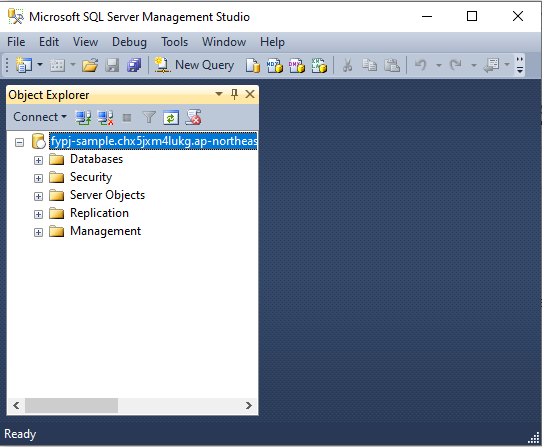 Microsoft SQL Server Management Studio
File Edit View Debug Tools Window Help
New Query
Object Explorer
Connect
fypj-sample.chx5jxm4lukg.ap-northeas
Databases
Security
Server Objects
Replication
Management
Ready